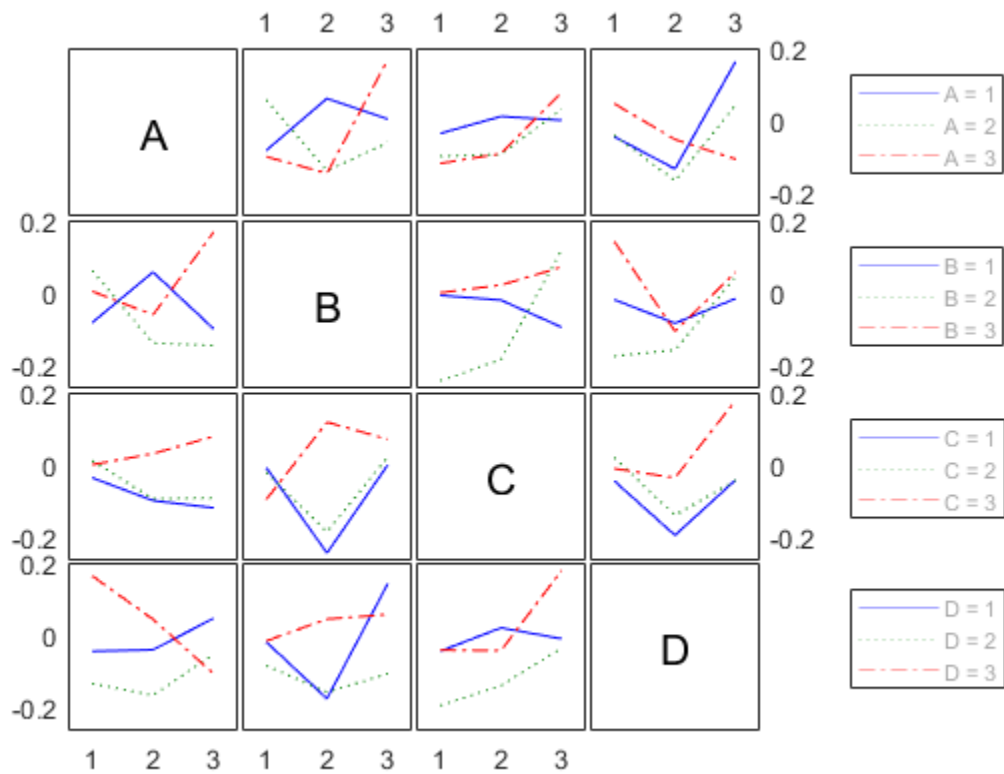 1 2 3 1 2 3 1 2 3
A
0.2
0
-0.2
A = 1
A = 2
A = 3
0.2
0
-0.2
B
0.2
0
-0.2
B = 1
B = 2
B = 3
0.2
0
-0.2
C
0.2
0
-0.2
C = 1
C = 2
C = 3
0.2
0
-0.2
D
D = 1
D = 2
D = 3
1 2 3 1 2 3 1 2 3